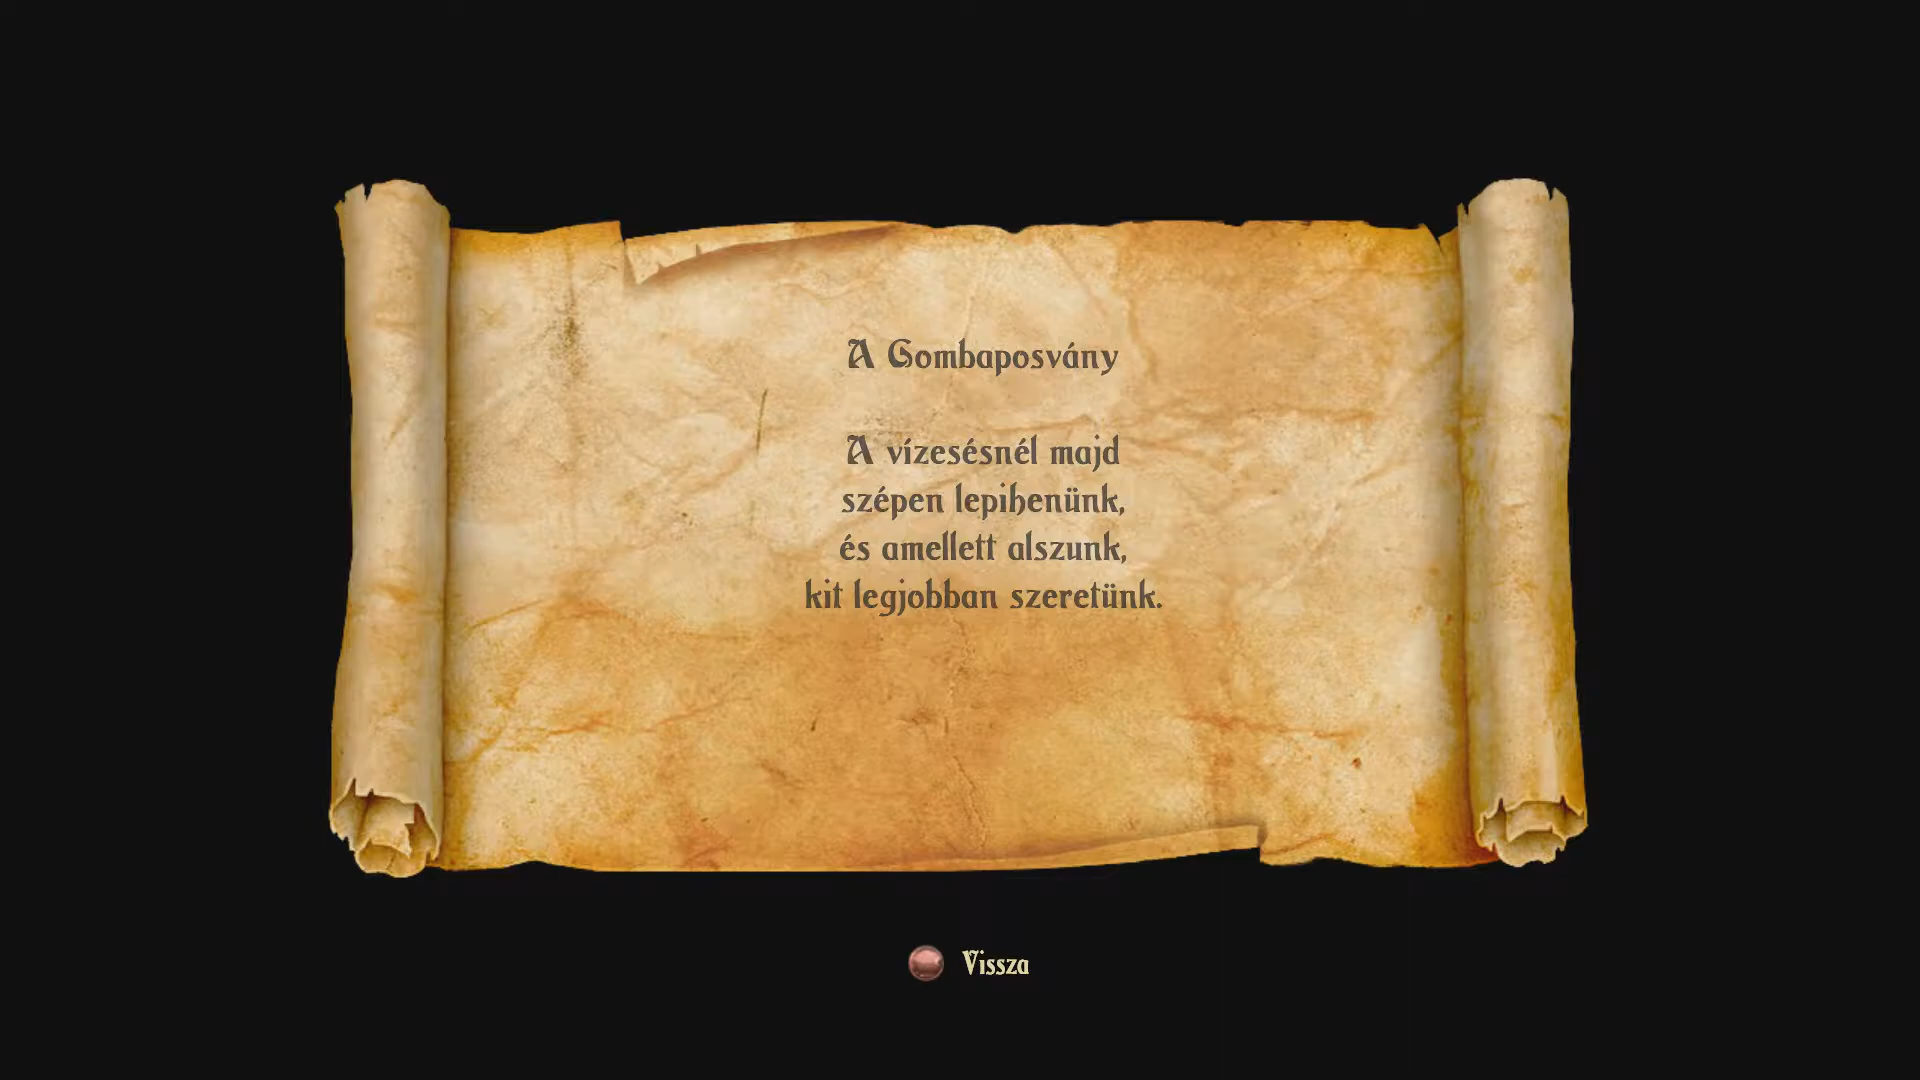 A Gombaposvány
A vízesésnél majd
szépen lepihenünk,
és amellett alszunk,
kit legjobban szeretünk.
Vissza